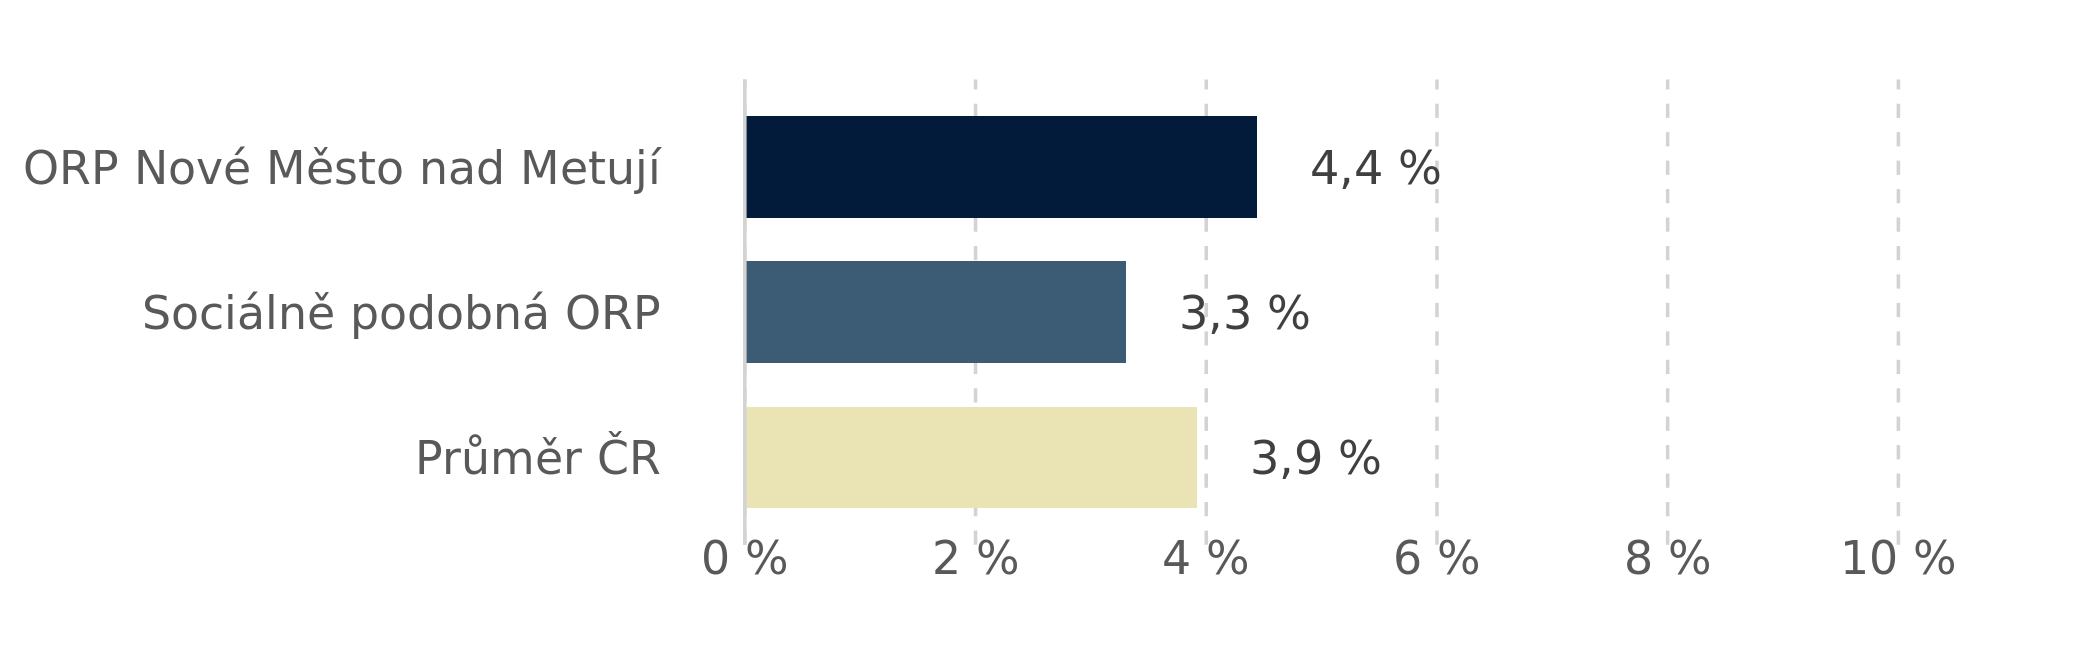 ORP Nové Město nad Metují 4,4 %
Sociálně podobná ORP 3,3 %
Průměr ČR 3,9 %
0 % 2 % 4 % 6 % 8 % 10 %